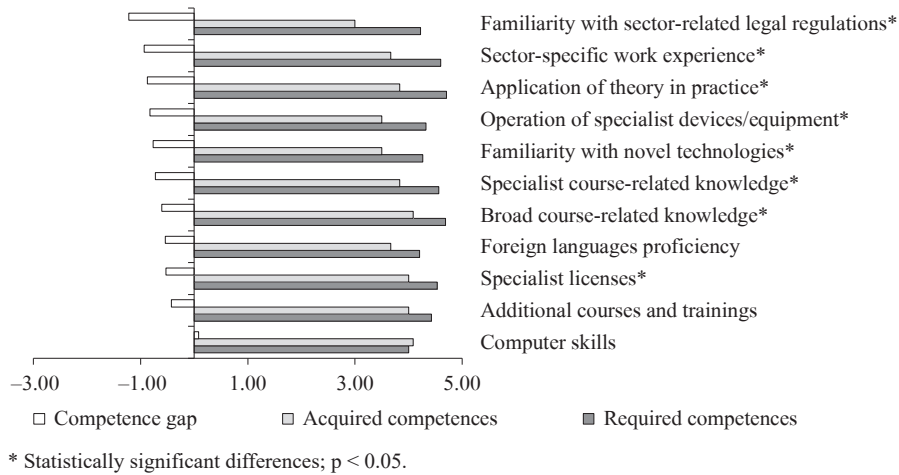 Familiarity with sector-related legal regulations*
Sector-specific work experience*
Application of theory in practice*
Operation of specialist devices/equipment*
Familiarity with novel technologies*
Specialist course-related knowledge*
Broad course-related knowledge*
Foreign languages proficiency
Specialist licenses*
Additional courses and trainings
Computer skills
–3.00 –1.00 1.00 3.00 5.00
Competence gap Acquired competences Required competences
* Statistically significant differences; p < 0.05.